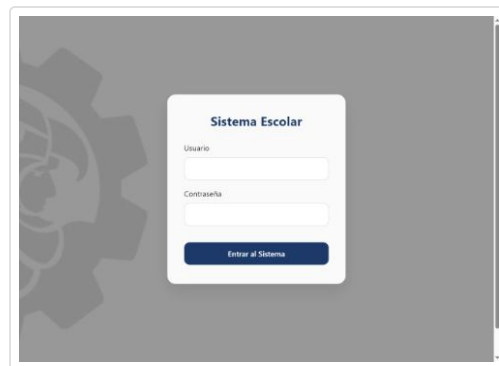 Sistema Escolar
Usuario
Contraseña
Entrar al Sistema